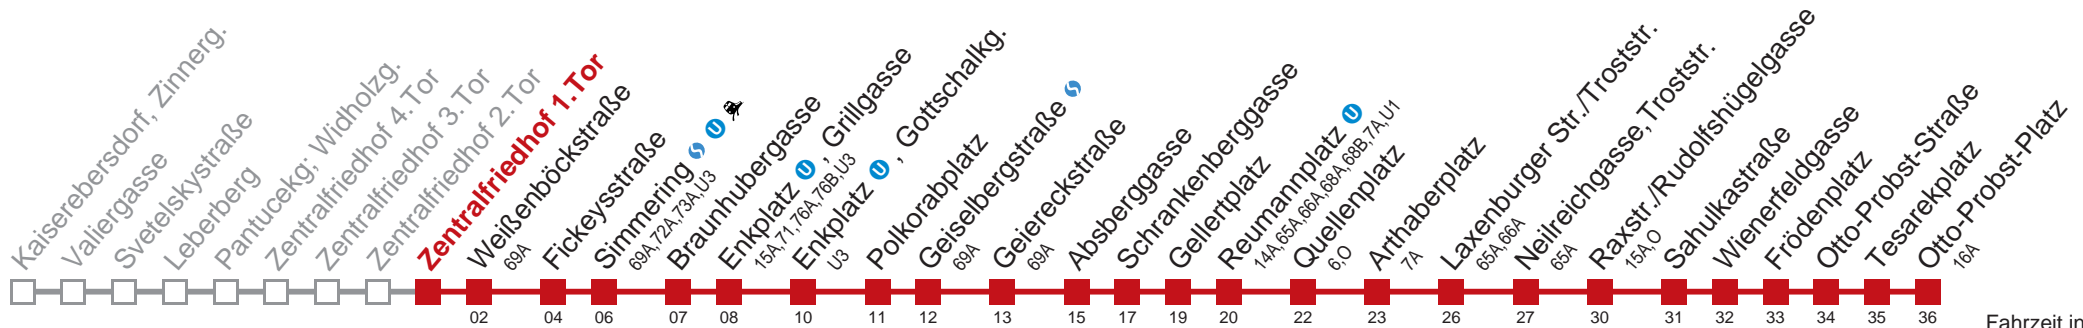 Kaiserebersdorf, Zinnerg.
Valiergasse
Svetelskystraße
Leberberg
Pantucekg; Widholzg.
Zentralfriedhof 4.Tor
Zentralfriedhof 3.Tor
Zentralfriedhof 2.Tor
Zentralfriedhof 1.Tor
Weißenböckstraße
69A
Fickeysstraße
Simmering S U
69A,72A,73A,U3
Braunhubergasse
Enkplatz U , Grillgasse
15A,71,76A,76B,U3
Enkplatz U , Gottschalkg.
U3
Polkorabplatz
Geiselbergstraße S
69A
Geiereckstraße
69A
Absberggasse
Schrankenberggasse
Gellertplatz
Reumannplatz U
14A,65A,66A,68A,68B,7A,U1
Quellenplatz
6,O
Arthaberplatz
7A
Laxenburger Str./Troststr.
65A,66A
Neilreichgasse,Troststr.
65A
Raxstr./Rudolfshügelgasse
15A,O
Sahulkastraße
Wienerfeldgasse
Frödenplatz
Otto-Probst-Straße
Tesarekplatz
Otto-Probst-Platz
16A
02 04 06 07 08 10 11 12 13 15 17 19 20 22 23 26 27 30 31 32 33 34 35 36
Fahrzeit in